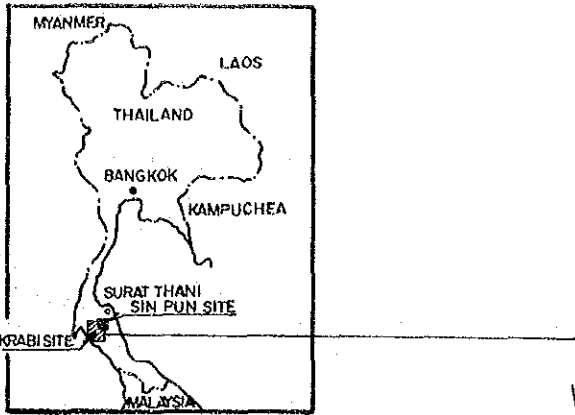 MYANMER
LAOS
THAILAND
BANGKOK
KAMPUCHEA
SURAT THANI
SIN PUN SITE
KRABI SITE
MALAYSIA